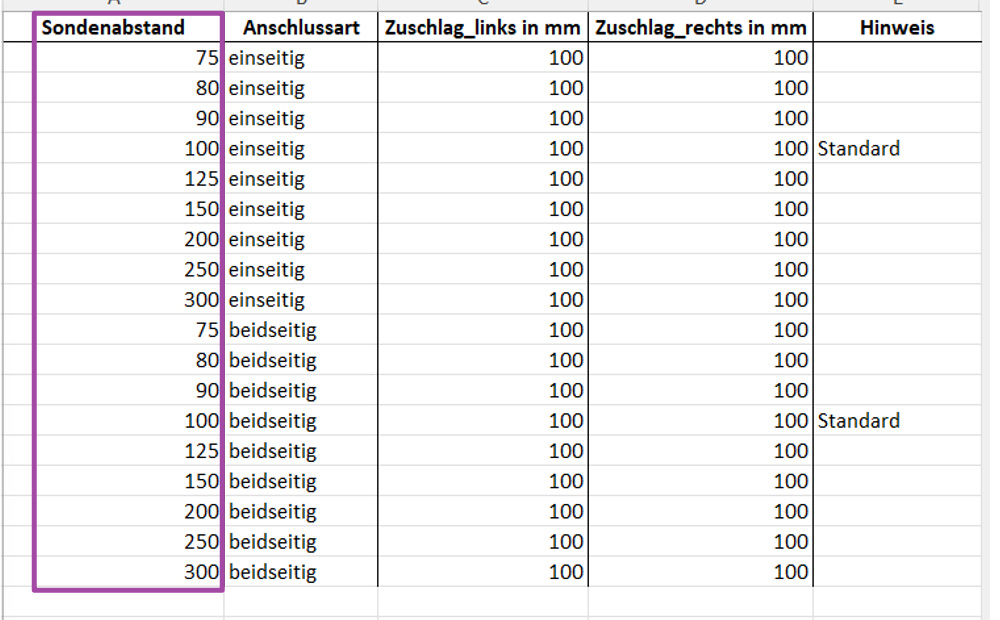 Sondenabstand Anschlussart Zuschlag_links in mm Zuschlag_rechts in mm Hinweis
75 einseitig 100 100
80 einseitig 100 100
90 einseitig 100 100
100 einseitig 100 100 Standard
125 einseitig 100 100
150 einseitig 100 100
200 einseitig 100 100
250 einseitig 100 100
300 einseitig 100 100
75 beidseitig 100 100
80 beidseitig 100 100
90 beidseitig 100 100
100 beidseitig 100 100 Standard
125 beidseitig 100 100
150 beidseitig 100 100
200 beidseitig 100 100
250 beidseitig 100 100
300 beidseitig 100 100